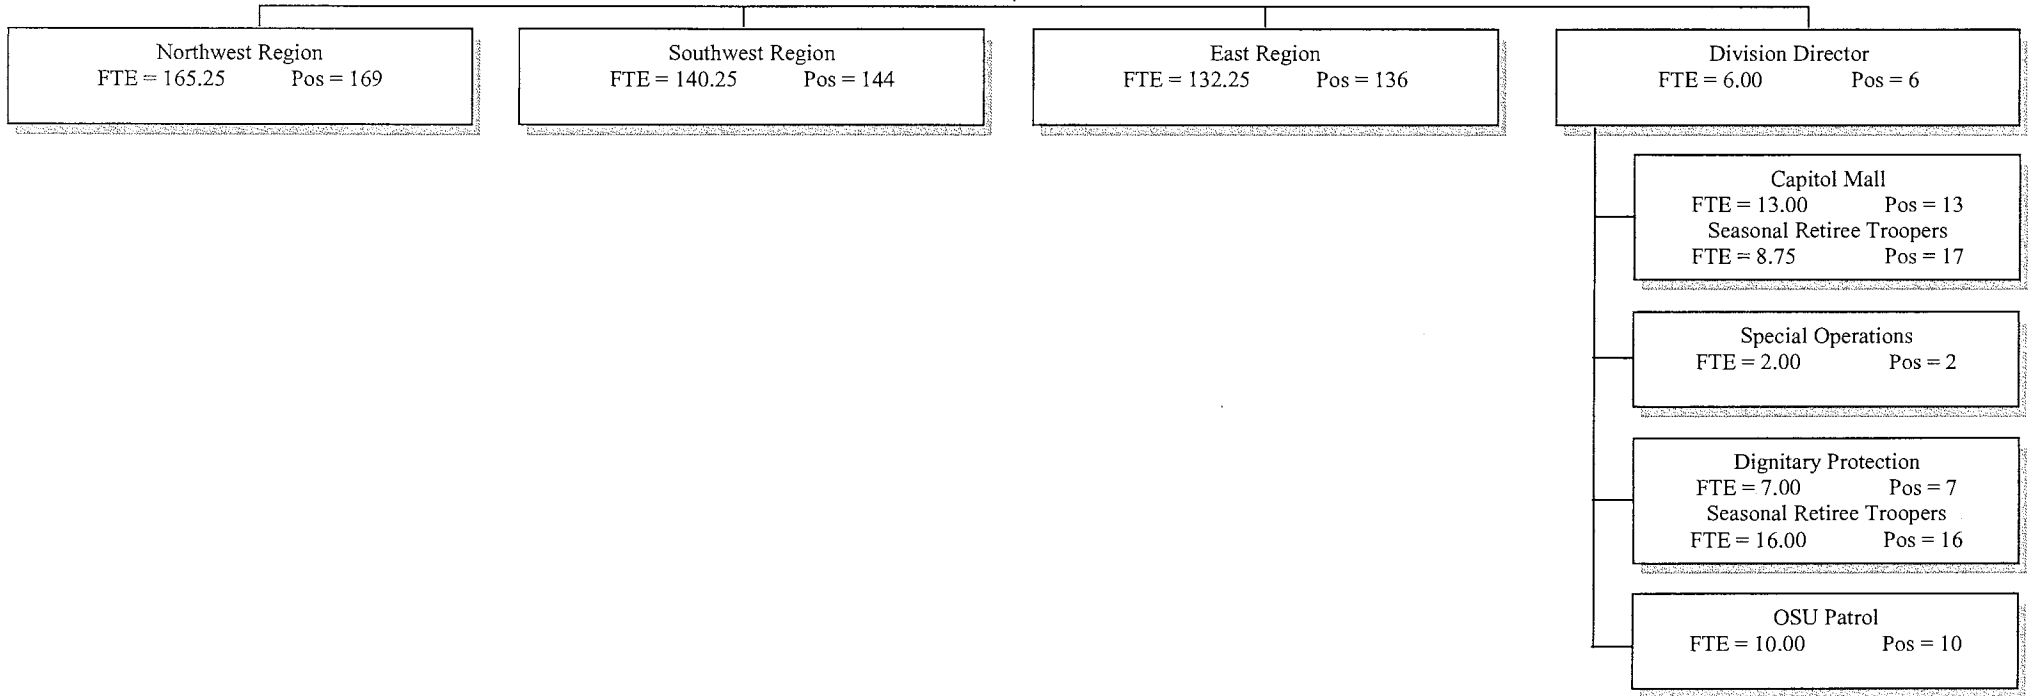 Northwest Region
FTE = 165.25 Pos = 169
Southwest Region
FTE = 140.25 Pos = 144
East Region
FTE = 132.25 Pos = 136
Division Director
FTE = 6.00 Pos = 6
Capitol Mall
FTE = 13.00 Pos = 13
Seasonal Retiree Troopers
FTE = 8.75 Pos = 17
Special Operations
FTE = 2.00 Pos = 2
Dignitary Protection
FTE = 7.00 Pos = 7
Seasonal Retiree Troopers
FTE = 16.00 Pos = 16
OSU Patrol
FTE = 10.00 Pos = 10